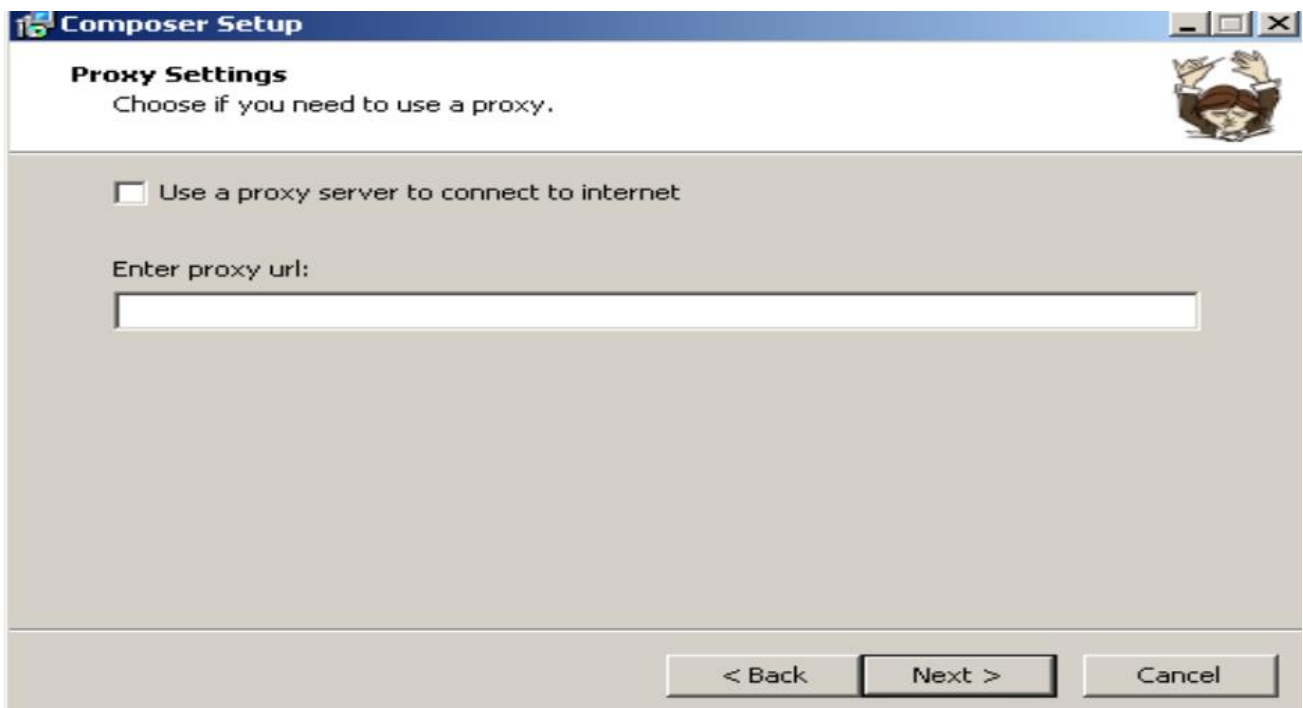 Composer Setup
Proxy Settings
Choose if you need to use a proxy.
Use a proxy server to connect to internet
Enter proxy url:
< Back Next > Cancel